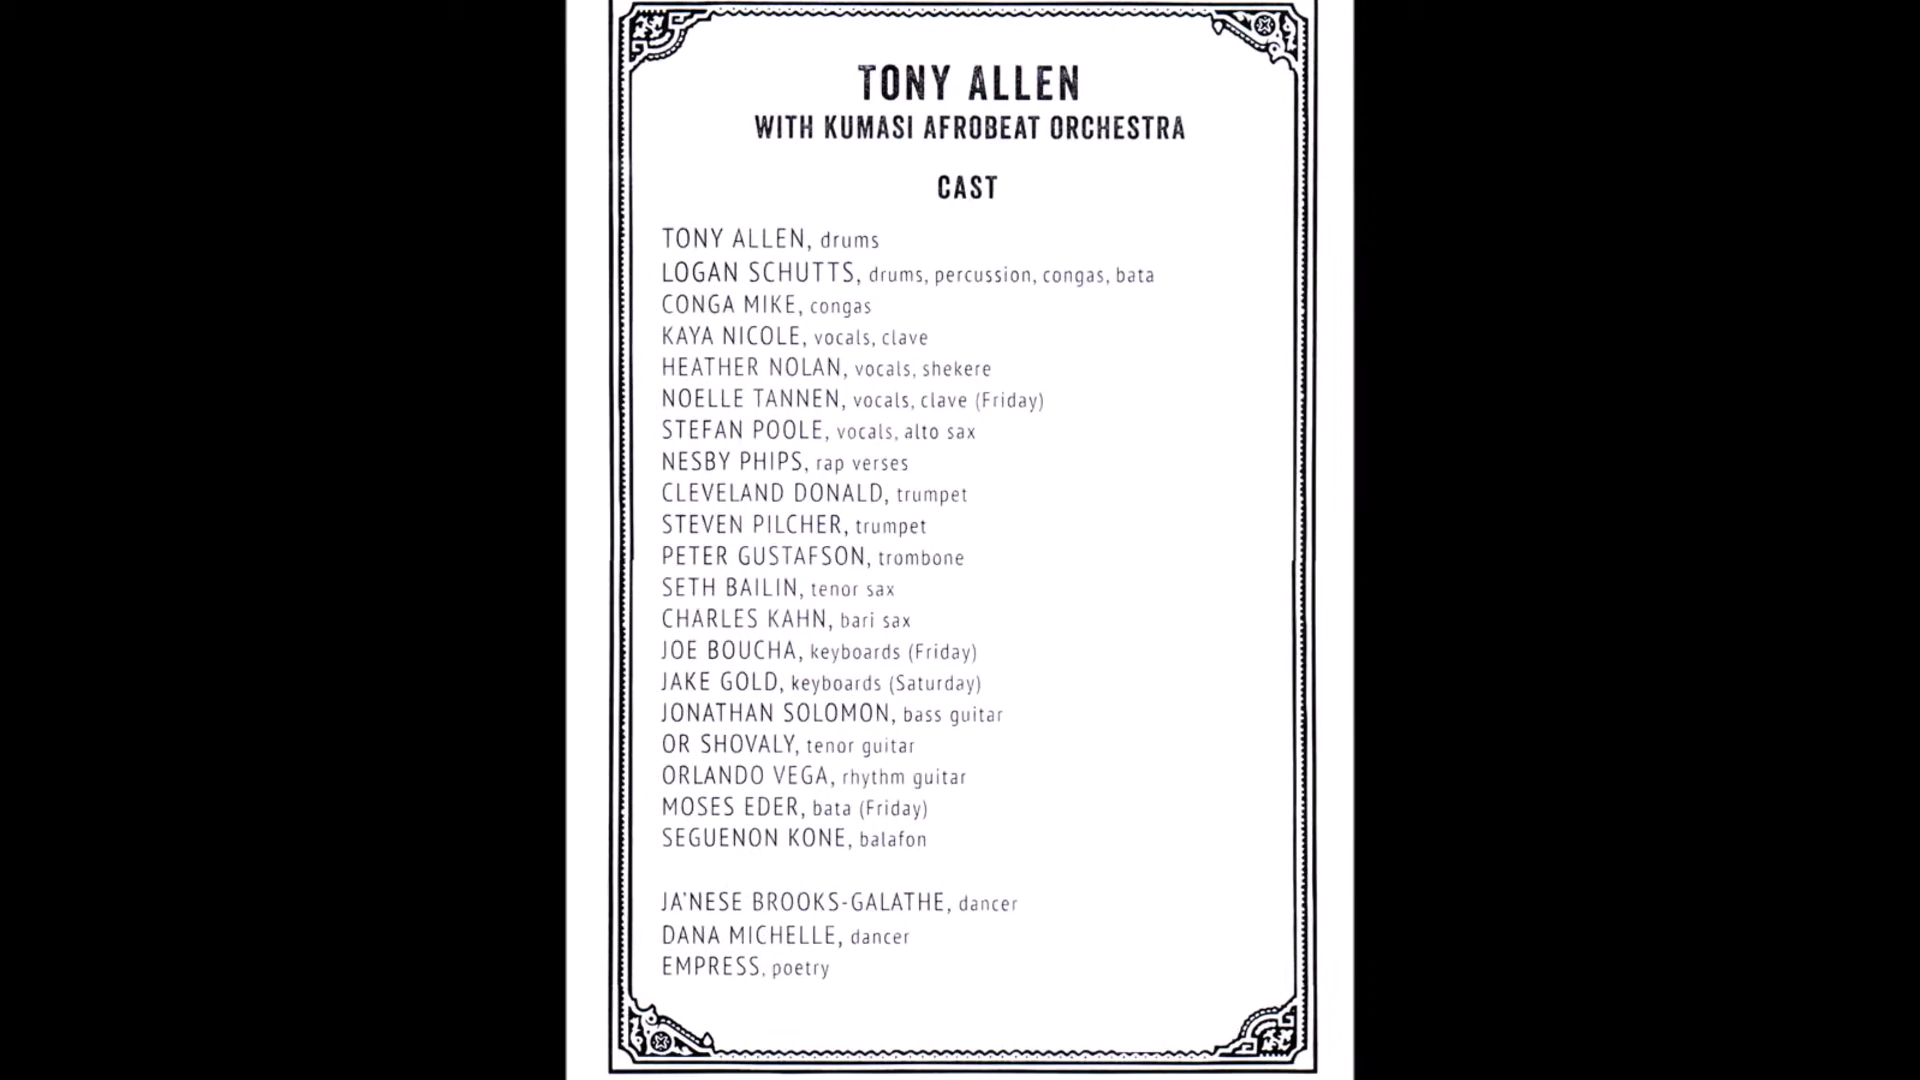 TONY ALLEN
WITH KUMASI AFROBEAT ORCHESTRA
CAST
TONY ALLEN, drums
LOGAN SCHUTTS, drums, percussion, congas, bata
CONGA MIKE, congas
KAYA NICOLE, vocals, clave
HEATHER NOLAN, vocals, shekere
NOELLE TANNEN, vocals, clave (Friday)
STEFAN POOLE, vocals, alto sax
NESBY PHIPS, rap verses
CLEVELAND DONALD, trumpet
STEVEN PILCHER, trumpet
PETER GUSTAFSON, trombone
SETH BAILIN, tenor sax
CHARLES KAHN, bari sax
JOE BOUCHA, keyboards (Friday)
JAKE GOLD, keyboards (Saturday)
JONATHAN SOLOMON, bass guitar
OR SHOVALY, tenor guitar
ORLANDO VEGA, rhythm guitar
MOSES EDER, bata (Friday)
SEGUENON KONE, balafon
JA'NESE BROOKS-GALATHE, dancer
DANA MICHELLE, dancer
EMPRESS, poetry